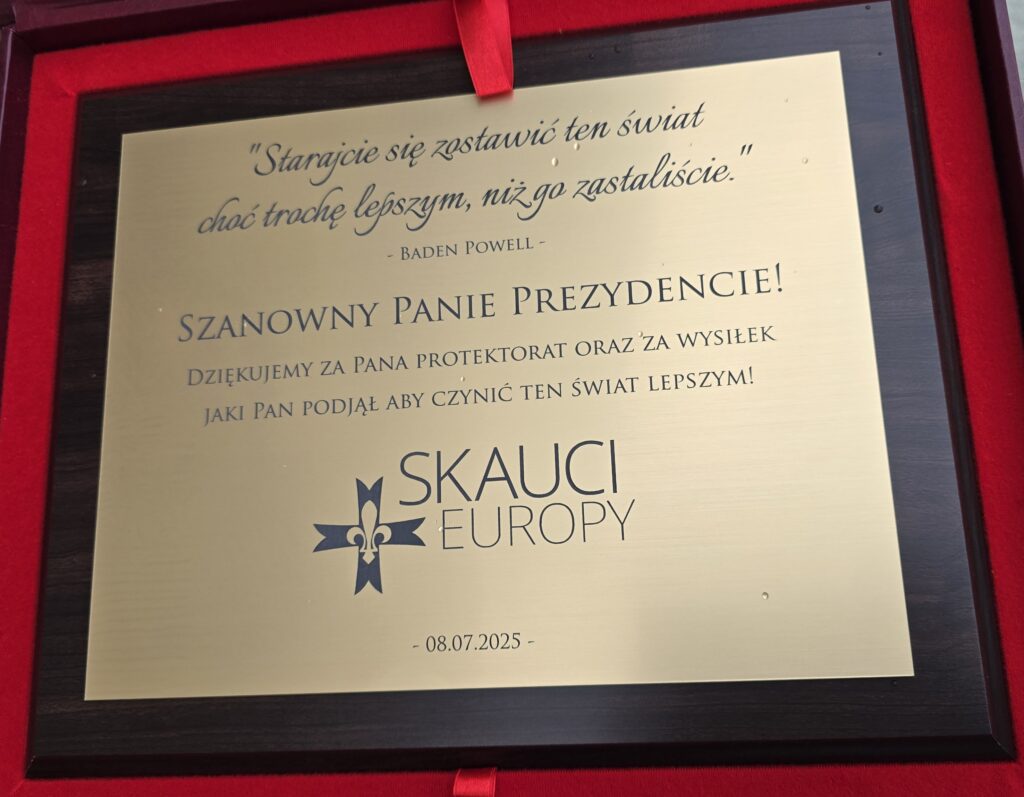 "Starajcie się zostawić ten świat
choć trochę lepszym, niż go zastaliście."
- Baden Powell -
Szanowny Panie Prezydencie!
Dziękujemy za Pana protektorat oraz za wysiłek
jaki Pan podjął aby czynić ten świat lepszym!
SKAUCI
EUROPY
- 08.07.2025 -